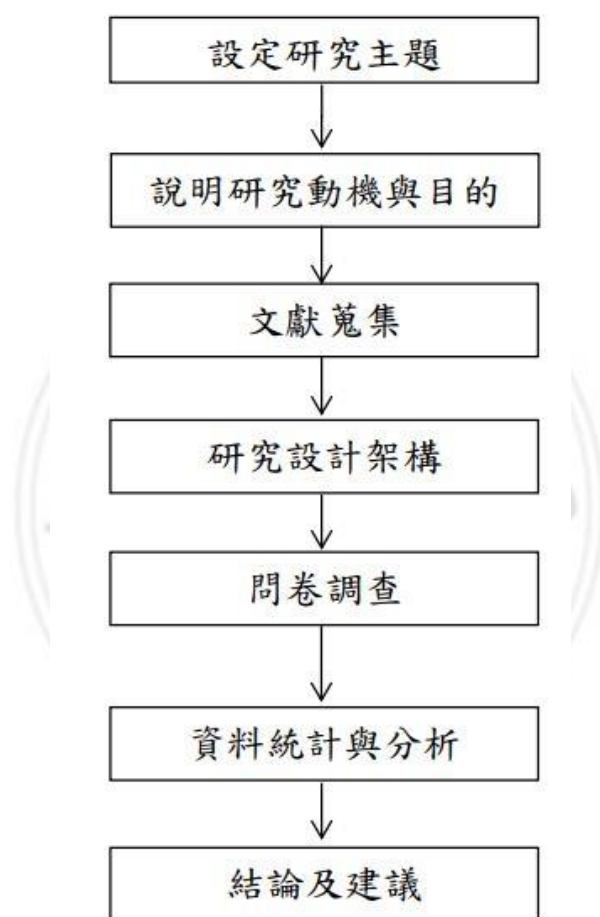 設定研究主題
說明研究動機與目的
文獻蒐集
研究設計架構
問卷調查
資料統計與分析
結論及建議